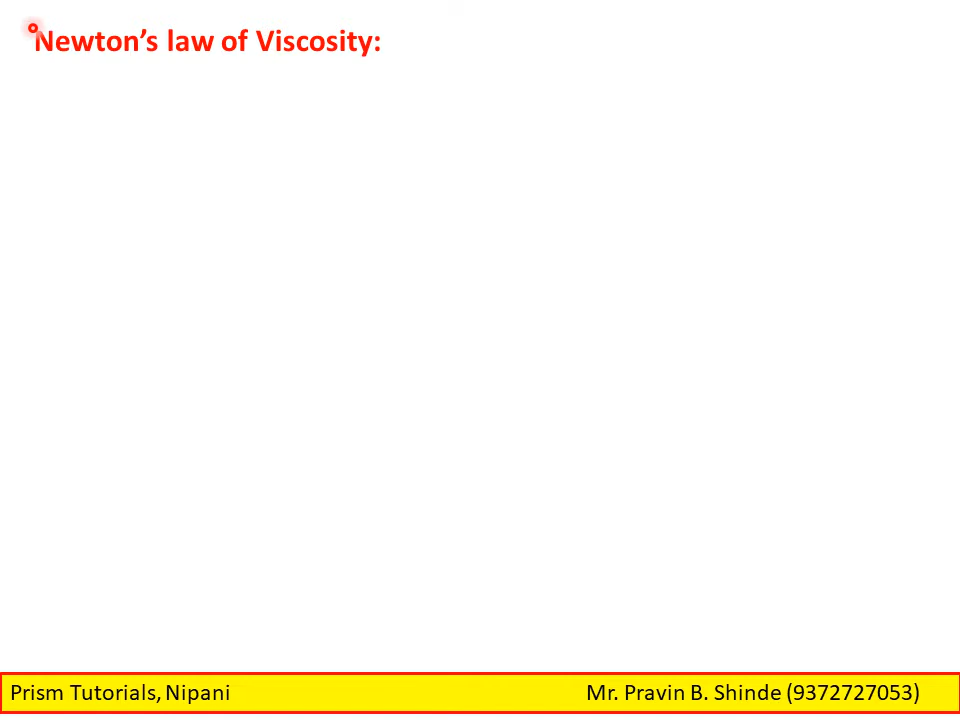 Newton’s law of Viscosity:
Prism Tutorials, Nipani Mr. Pravin B. Shinde (9372727053)